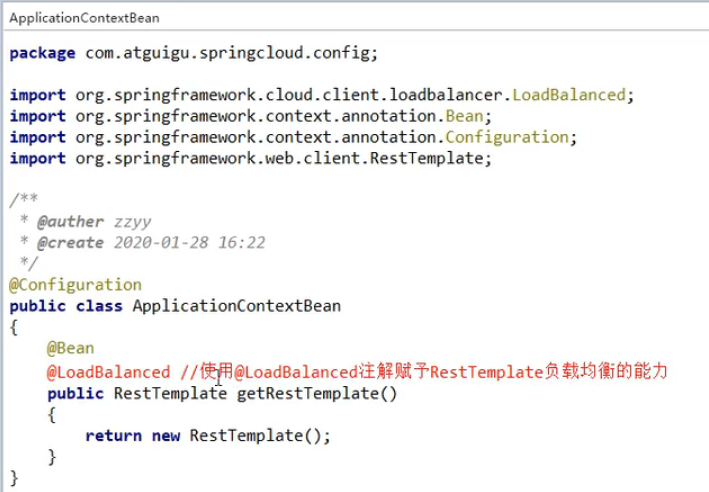 ApplicationContextBean
package com.atguigu.springcloud.config;
import org.springframework.cloud.client.loadbalancer.LoadBalanced;
import org.springframework.context.annotation.Bean;
import org.springframework.context.annotation.Configuration;
import org.springframework.web.client.RestTemplate;
/**
 * @auther zzyy
 * @create 2020-01-28 16:22
 */
@Configuration
public class ApplicationContextBean
{
    @Bean
    @LoadBalanced //使用@LoadBalanced注解赋予RestTemplate负载均衡的能力
    public RestTemplate getRestTemplate()
    {
        return new RestTemplate();
    }
}